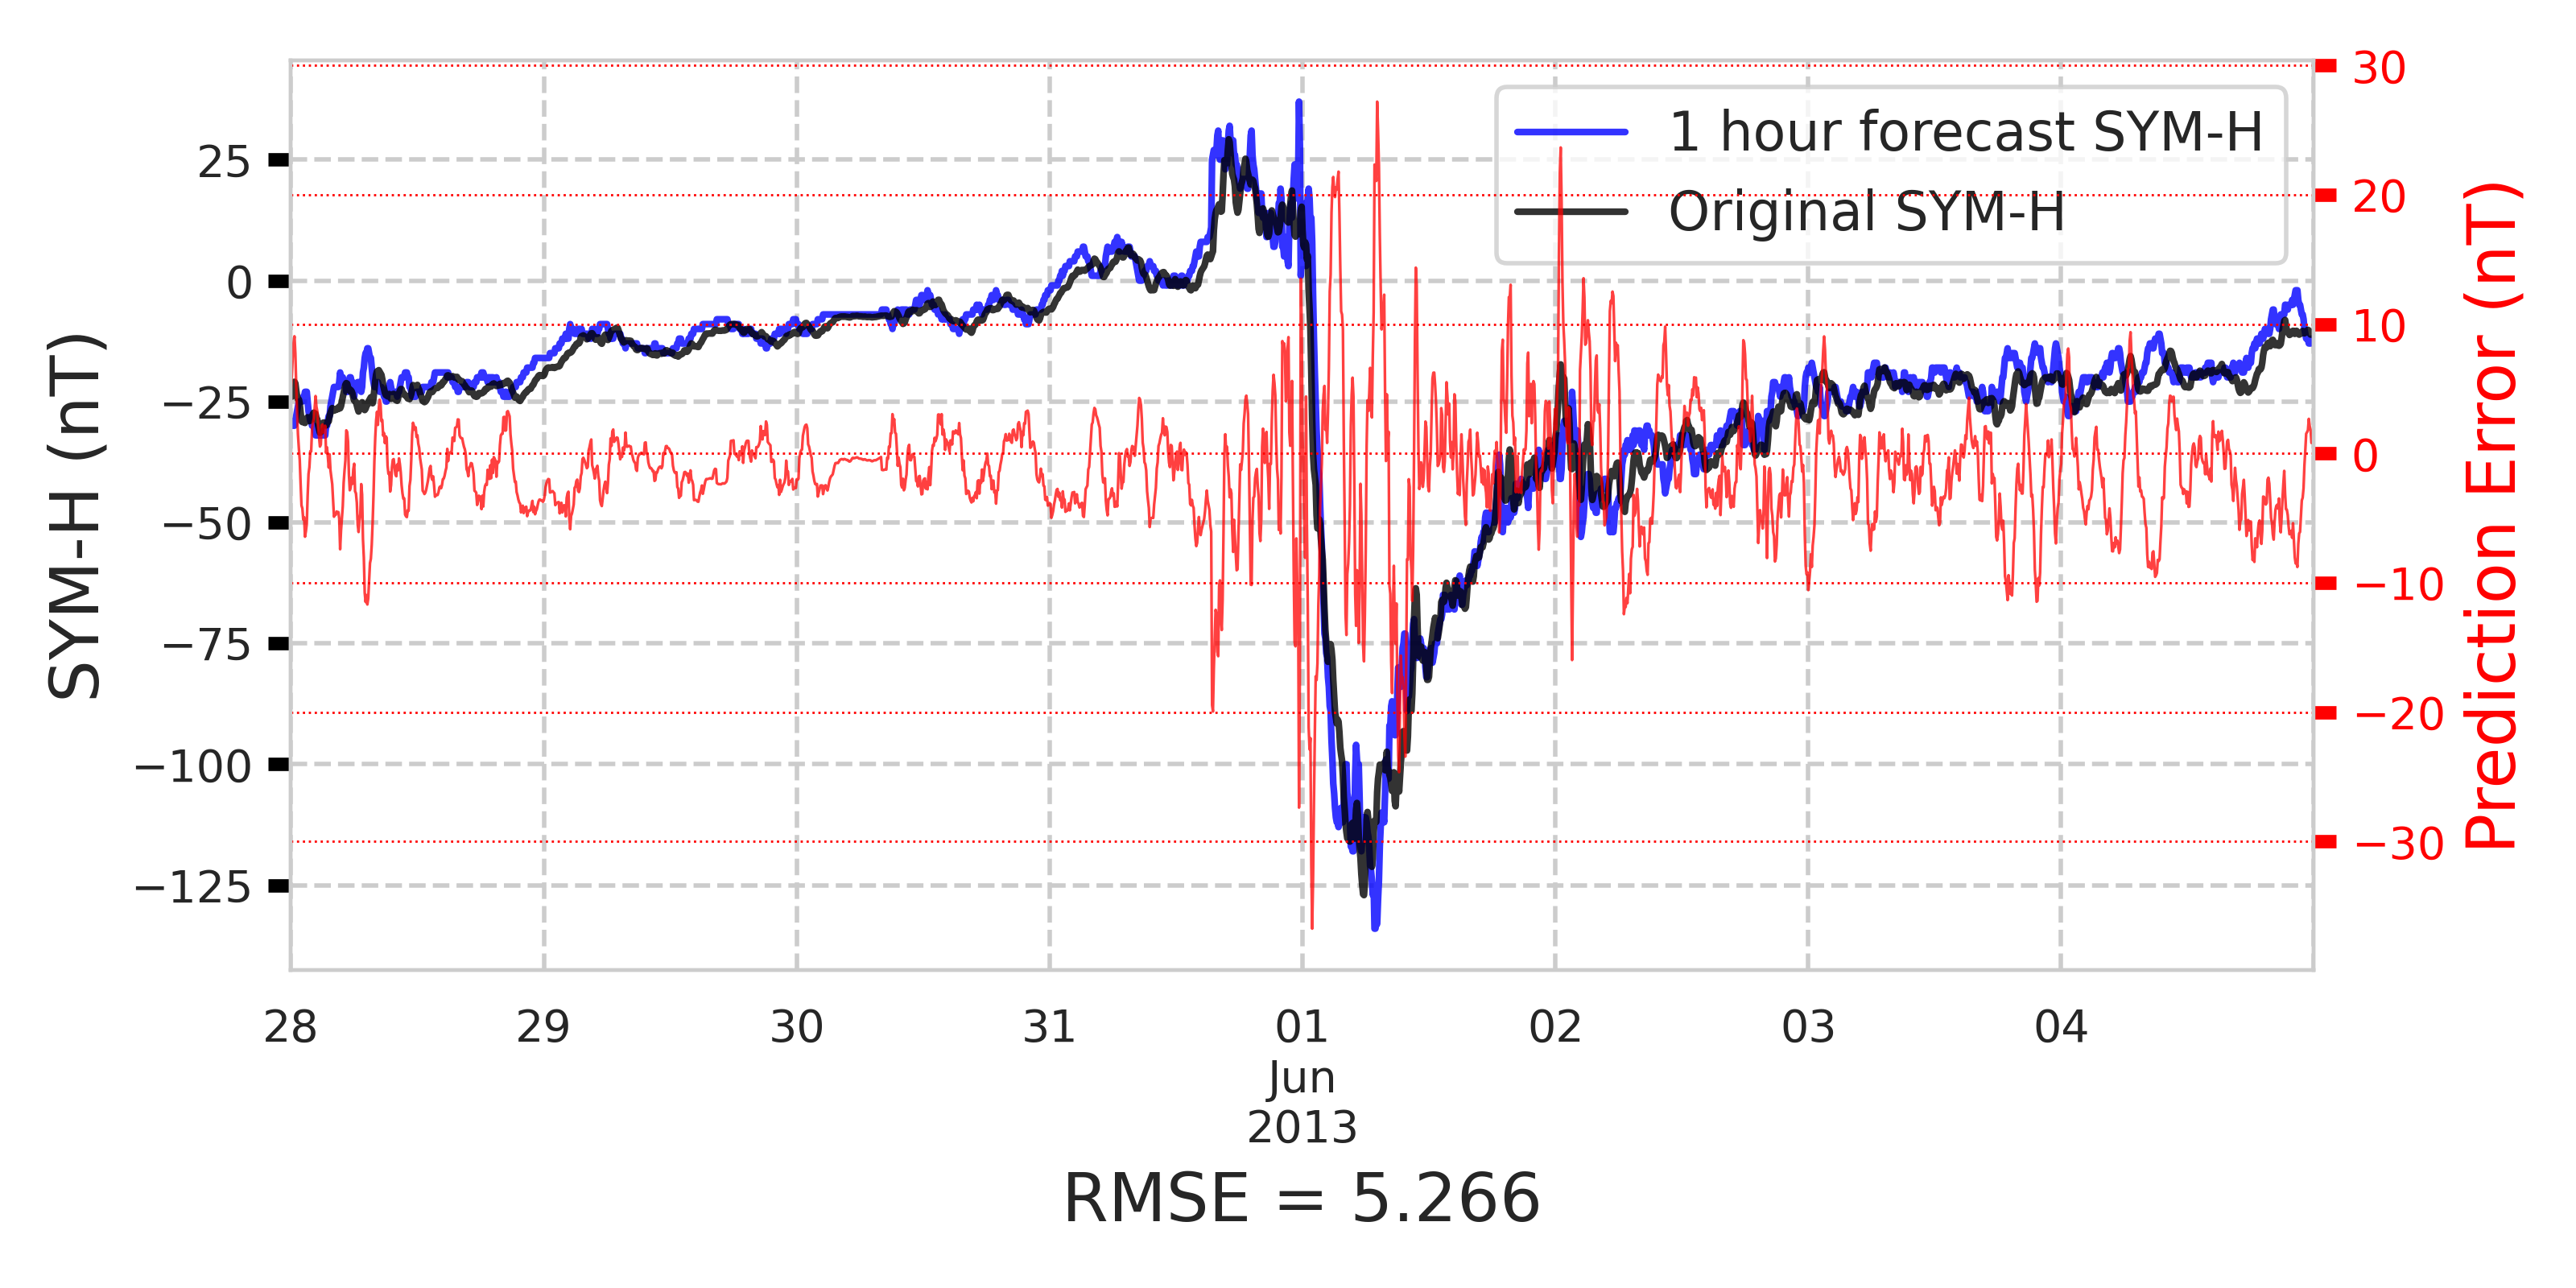 1 hour forecast SYM-H
Original SYM-H
SYM-H (nT)
25
0
−25
−50
−75
−100
−125
30
20
10
0
−10
−20
−30
Prediction Error (nT)
28 29 30 31 01 02 03 04
Jun
2013
RMSE = 5.266